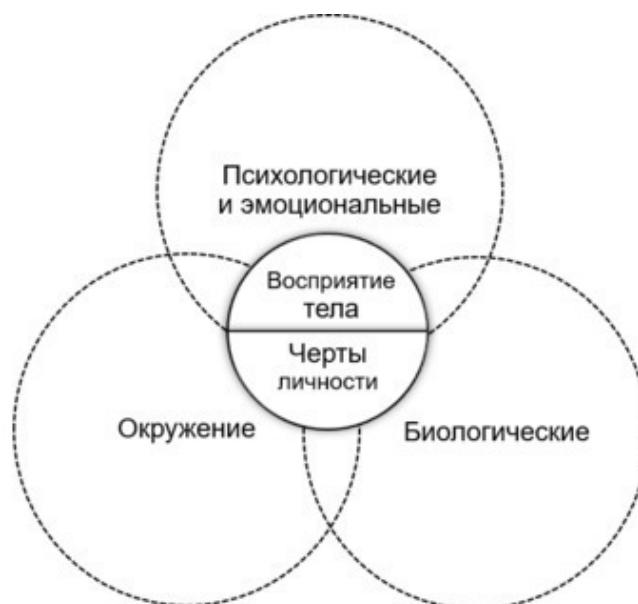 Психологические
и эмоциональные
Восприятие
тела
Черты
личности
Окружение
Биологические